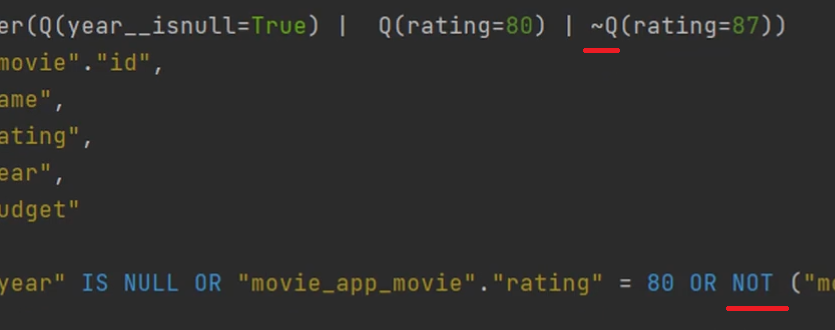 er(Q(year__isnull=True) |  Q(rating=80) | ~Q(rating=87))
movie"."id",
ame",
ating",
ear",
udget"
year" IS NULL OR "movie_app_movie"."rating" = 80 OR NOT ("mo